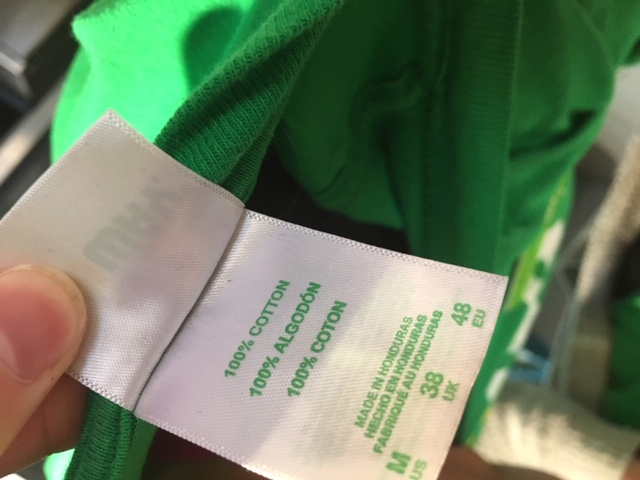 100% COTTON
100% ALGODÓN
100% COTON
MADE IN HONDURAS
HECHO EN HONDURAS
FABRIQUÉ AU HONDURAS
M 38 48
US UK EU